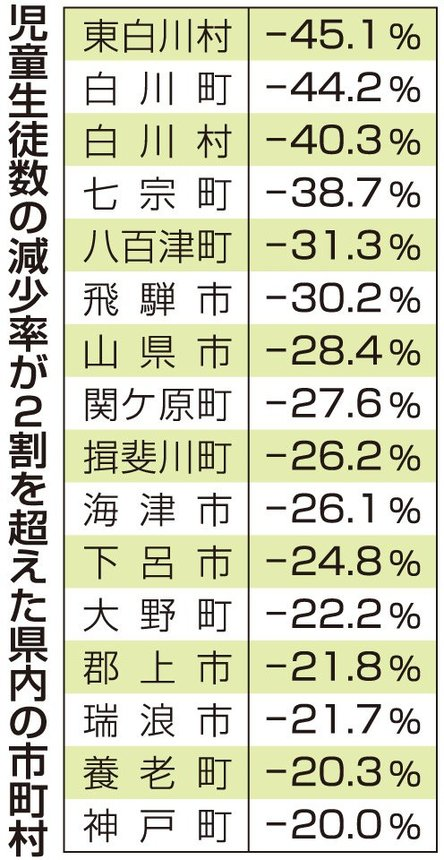 児童生徒数の減少率が2割を超えた県内の市町村
東白川村 −45.1%
白川町 −44.2%
白川村 −40.3%
七宗町 −38.7%
八百津町 −31.3%
飛騨市 −30.2%
山県市 −28.4%
関ケ原町 −27.6%
揖斐川町 −26.2%
海津市 −26.1%
下呂市 −24.8%
大野町 −22.2%
郡上市 −21.8%
瑞浪市 −21.7%
養老町 −20.3%
神戸町 −20.0%